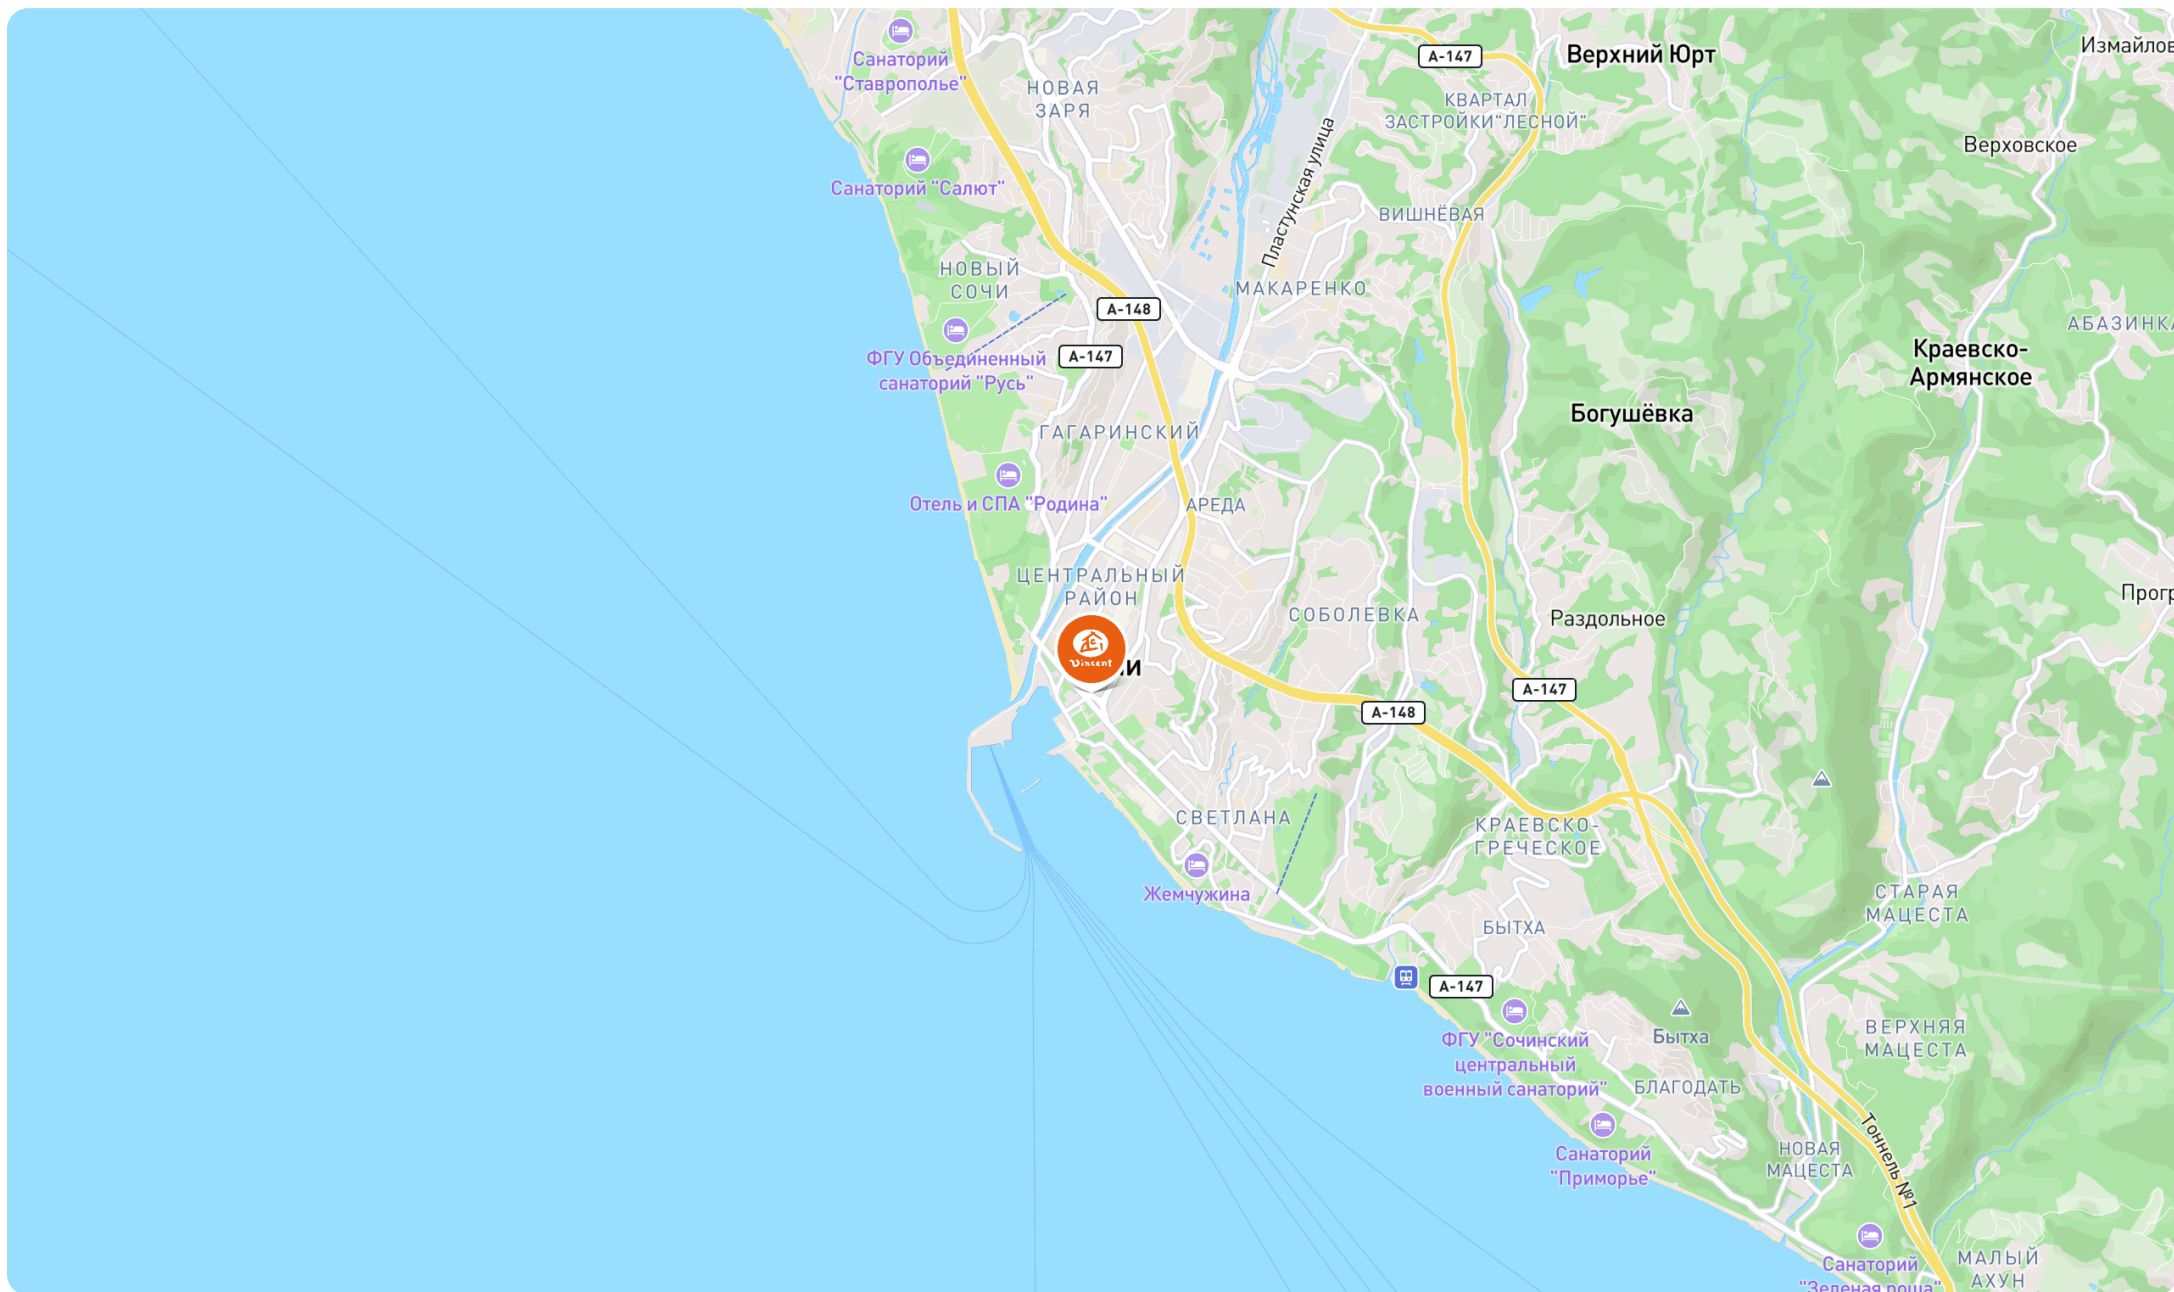 Санаторий
"Ставрополье"
НОВАЯ
ЗАРЯ
А-147
Верхний Юрт
КВАРТАЛ
ЗАСТРОЙКИ"ЛЕСНОЙ"
Верховское
Санаторий "Салют"
Пластунская улица
ВИШНЁВАЯ
НОВЫЙ
СОЧИ
МАКАРЕНКО
А-148
А-147
ФГУ Объединенный
санаторий "Русь"
Краевско-
Армянское
Богушёвка
ГАГАРИНСКИЙ
Отель и СПА "Родина"
АРЕДА
ЦЕНТРАЛЬНЫЙ
РАЙОН
СОБОЛЕВКА
Раздольное
Vincent
А-147
А-148
СВЕТЛАНА
КРАЕВСКО-
ГРЕЧЕСКОЕ
Жемчужина
СТАРАЯ
МАЦЕСТА
БЫТХА
А-147
ФГУ "Сочинский
центральный
военный санаторий"
Бытха
ВЕРХНЯЯ
МАЦЕСТА
БЛАГОДАТЬ
Санаторий
"Приморье"
НОВАЯ
МАЦЕСТА
Тоннель №1
Санаторий
"Зеленая роща"
МАЛЫЙ
АХУН